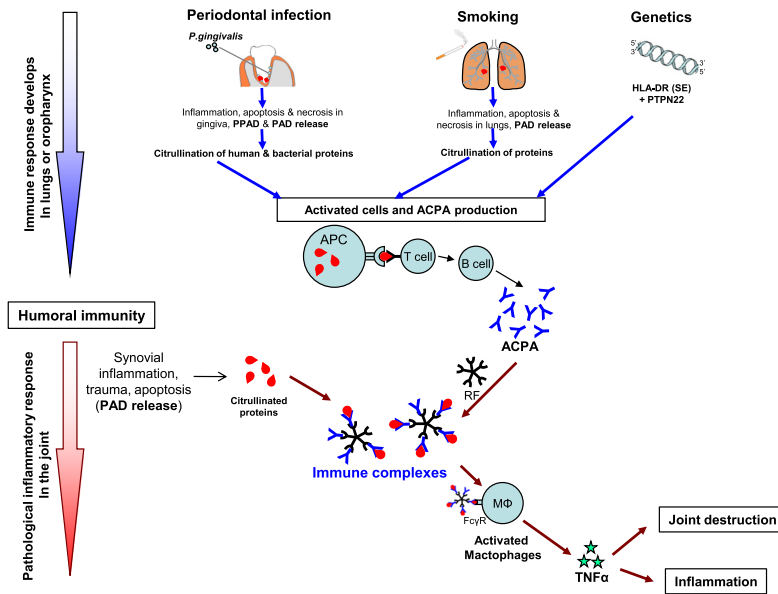 Periodontal infection
Smoking
Genetics
P.gingivalis
5'
3'
3'
5'
HLA-DR (SE)
+ PTPN22
Inflammation, apoptosis & necrosis in
gingiva, PPAD & PAD release
Inflammation, apoptosis &
necrosis in lungs, PAD release
Citrullination of human & bacterial proteins
Citrullination of proteins
Immune response develops
In lungs or oropharynx
Activated cells and ACPA production
APC
T cell
B cell
ACPA
Humoral immunity
Pathological inflammatory response
In the joint
Synovial
inflammation,
trauma, apoptosis
(PAD release)
Citrullinated
proteins
RF
Immune complexes
MΦ
FcγR
Activated
Mactophages
TNFα
Joint destruction
Inflammation